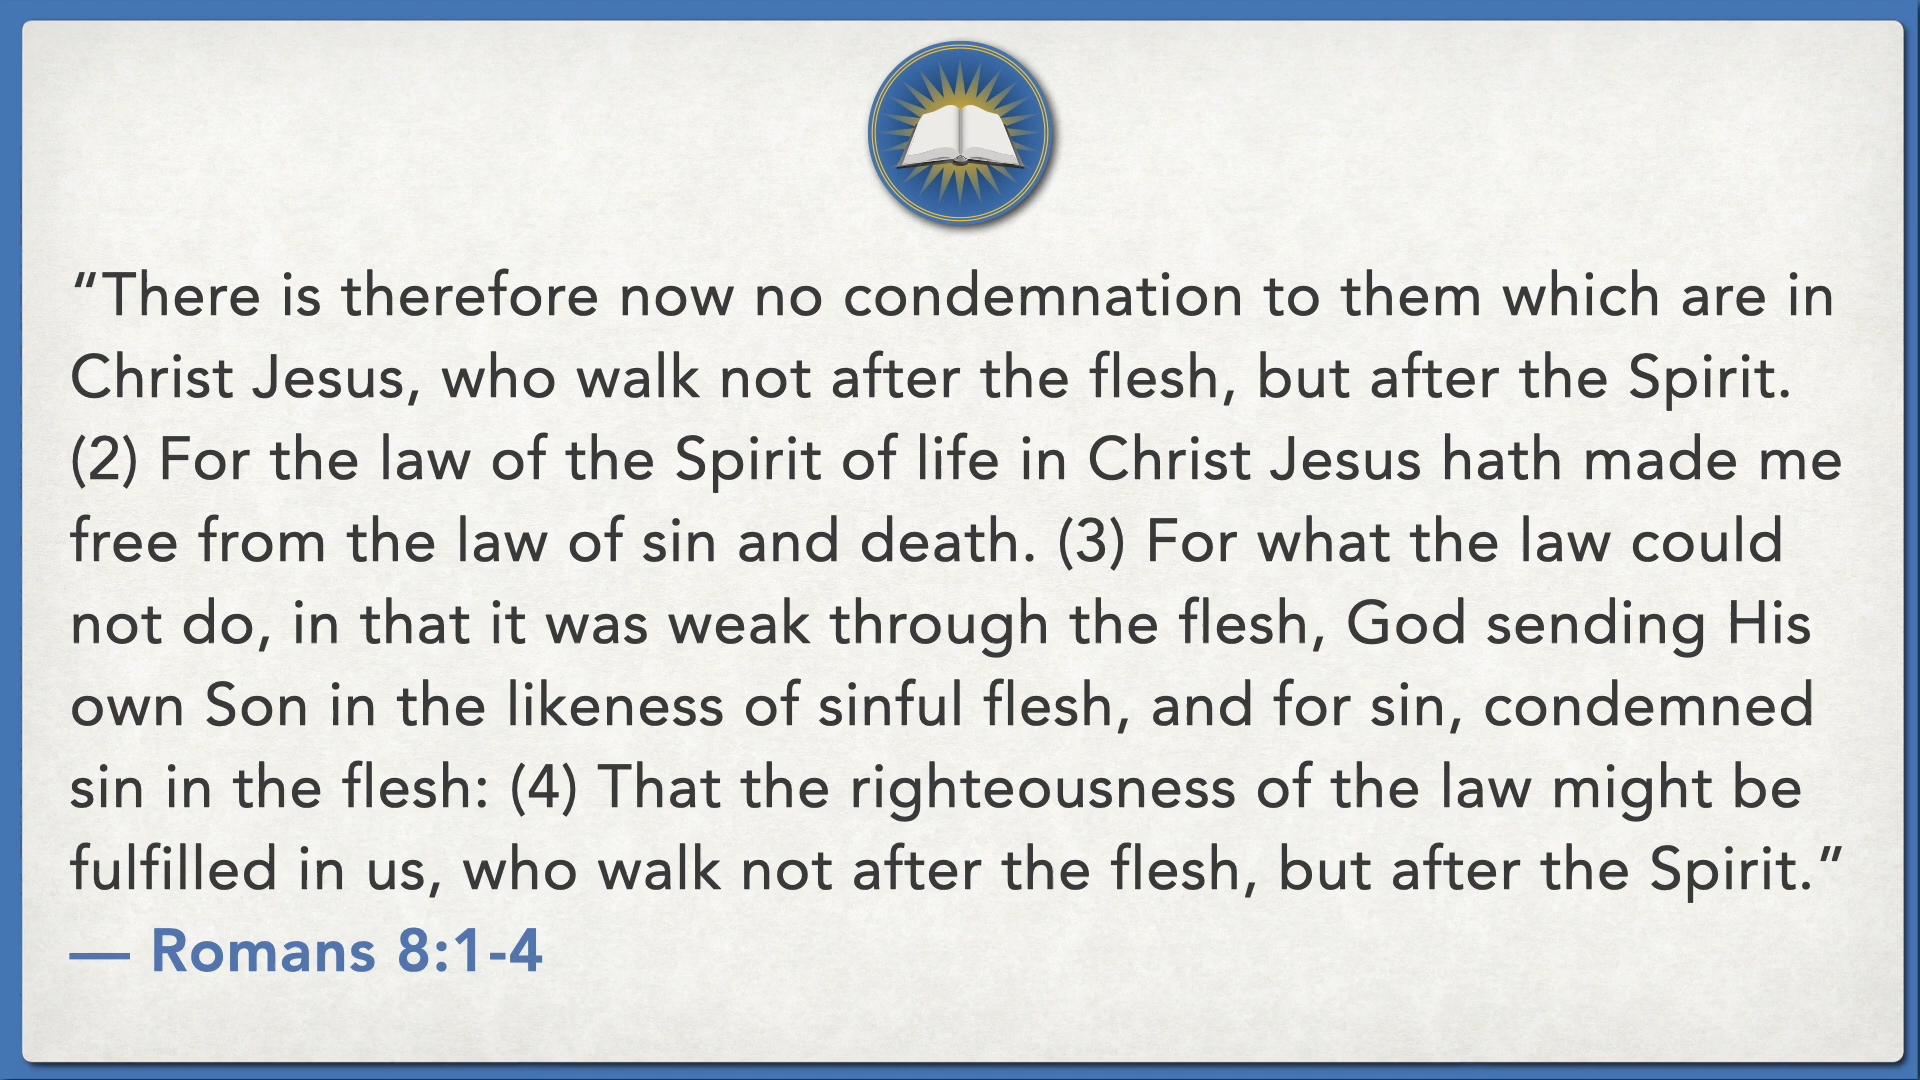 “There is therefore now no condemnation to them which are in
Christ Jesus, who walk not after the flesh, but after the Spirit.
(2) For the law of the Spirit of life in Christ Jesus hath made me
free from the law of sin and death. (3) For what the law could
not do, in that it was weak through the flesh, God sending His
own Son in the likeness of sinful flesh, and for sin, condemned
sin in the flesh: (4) That the righteousness of the law might be
fulfilled in us, who walk not after the flesh, but after the Spirit.”
— Romans 8:1-4